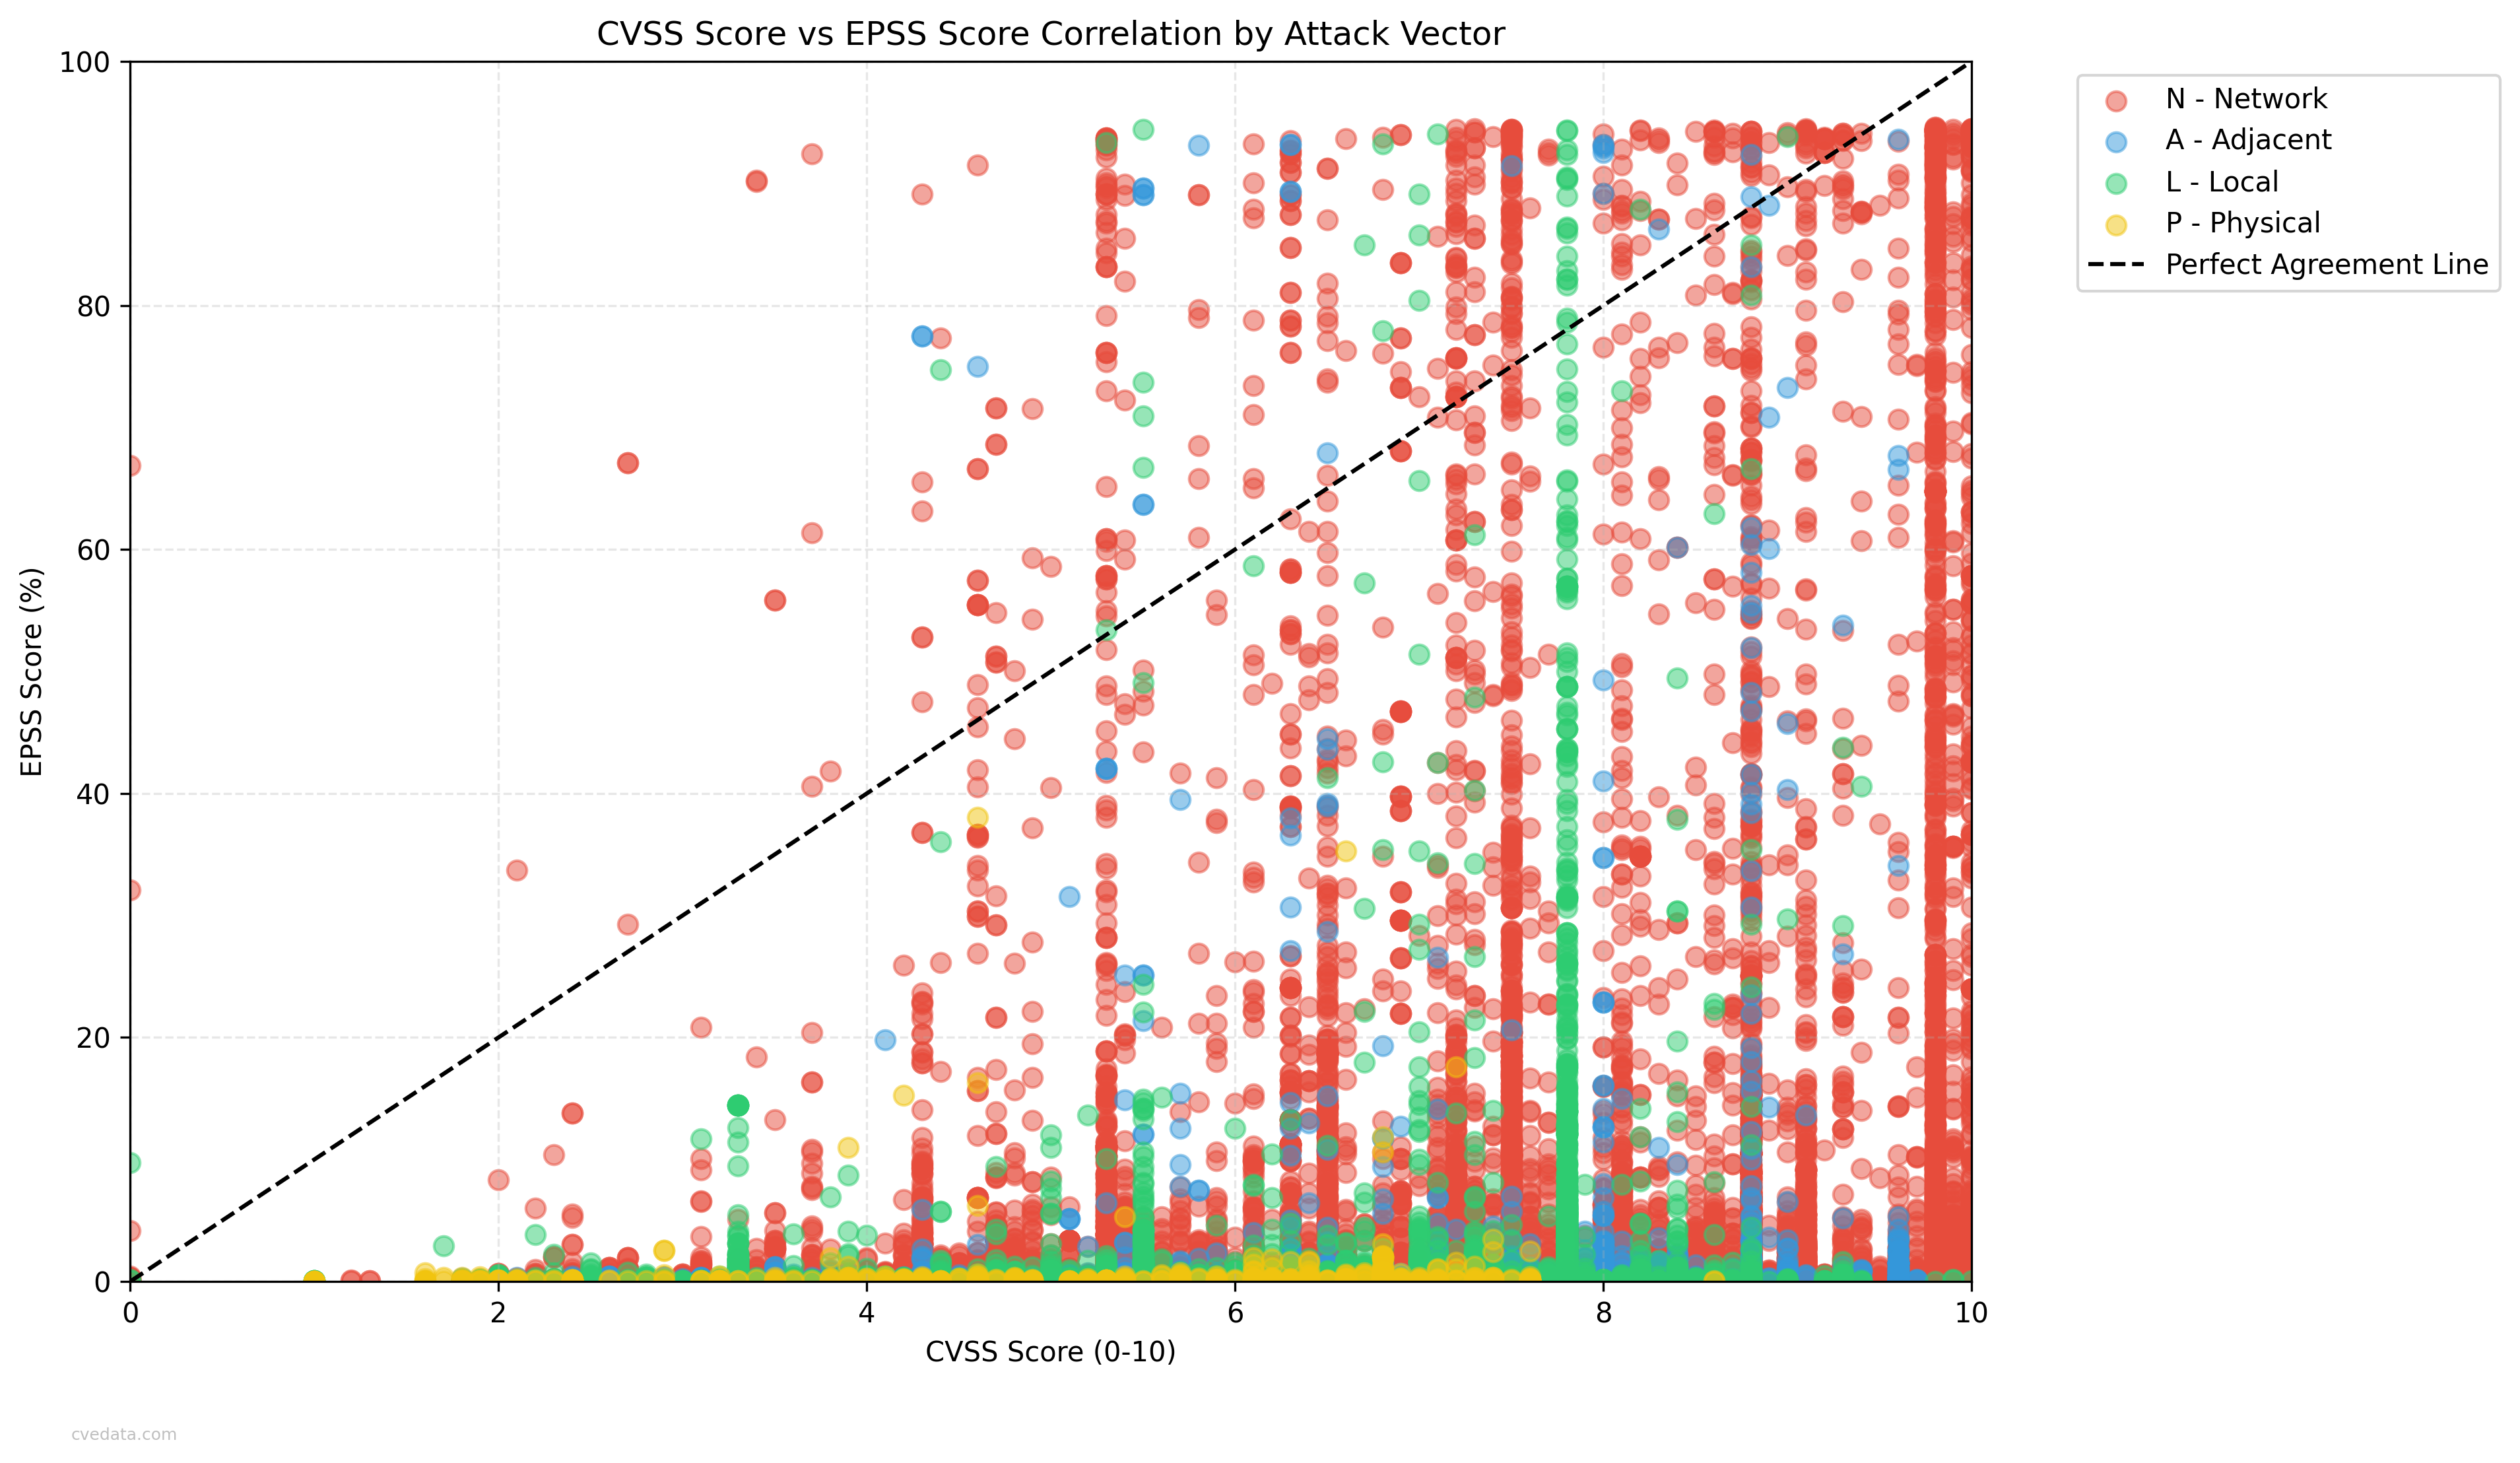 CVSS Score vs EPSS Score Correlation by Attack Vector
100
80
60
40
20
0
EPSS Score (%)
0
2
4
6
8
10
CVSS Score (0-10)
N - Network
A - Adjacent
L - Local
P - Physical
Perfect Agreement Line
cvedata.com